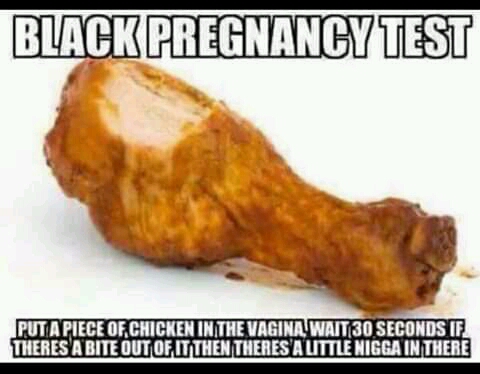 BLACK PREGNANCY TEST
PUT A PIECE OF CHICKEN IN THE VAGINA, WAIT 30 SECONDS IF
THERES A BITE OUT OF IT THEN THERES A LITTLE NIGGA IN THERE